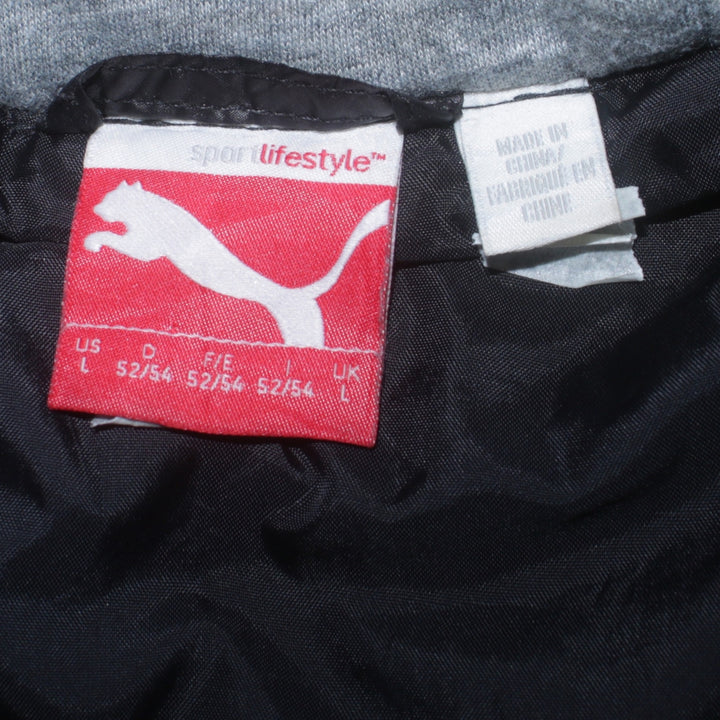 sportlifestyle™
US D F/E I UK
L 52/54 52/54 52/54 L
MADE IN
CHINA/
FABRIQUÉ EN
CHINE